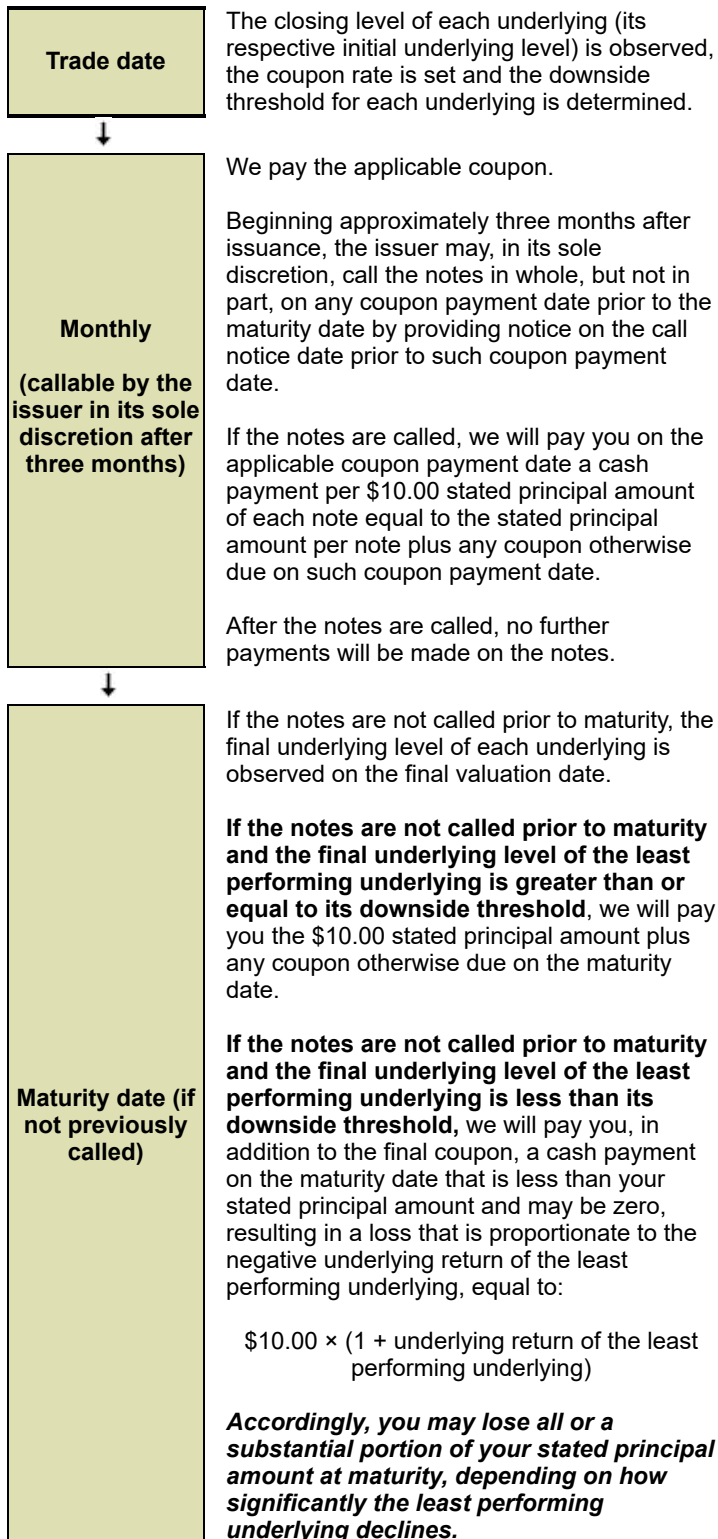 Trade date
The closing level of each underlying (its
respective initial underlying level) is observed,
the coupon rate is set and the downside
threshold for each underlying is determined.
Monthly
(callable by the
issuer in its sole
discretion after
three months)
We pay the applicable coupon.
Beginning approximately three months after
issuance, the issuer may, in its sole
discretion, call the notes in whole, but not in
part, on any coupon payment date prior to the
maturity date by providing notice on the call
notice date prior to such coupon payment
date.
If the notes are called, we will pay you on the
applicable coupon payment date a cash
payment per $10.00 stated principal amount
of each note equal to the stated principal
amount per note plus any coupon otherwise
due on such coupon payment date.
After the notes are called, no further
payments will be made on the notes.
Maturity date (if
not previously
called)
If the notes are not called prior to maturity, the
final underlying level of each underlying is
observed on the final valuation date.
If the notes are not called prior to maturity
and the final underlying level of the least
performing underlying is greater than or
equal to its downside threshold, we will pay
you the $10.00 stated principal amount plus
any coupon otherwise due on the maturity
date.
If the notes are not called prior to maturity
and the final underlying level of the least
performing underlying is less than its
downside threshold, we will pay you, in
addition to the final coupon, a cash payment
on the maturity date that is less than your
stated principal amount and may be zero,
resulting in a loss that is proportionate to the
negative underlying return of the least
performing underlying, equal to:
$10.00 × (1 + underlying return of the least
performing underlying)
Accordingly, you may lose all or a
substantial portion of your stated principal
amount at maturity, depending on how
significantly the least performing
underlying declines.